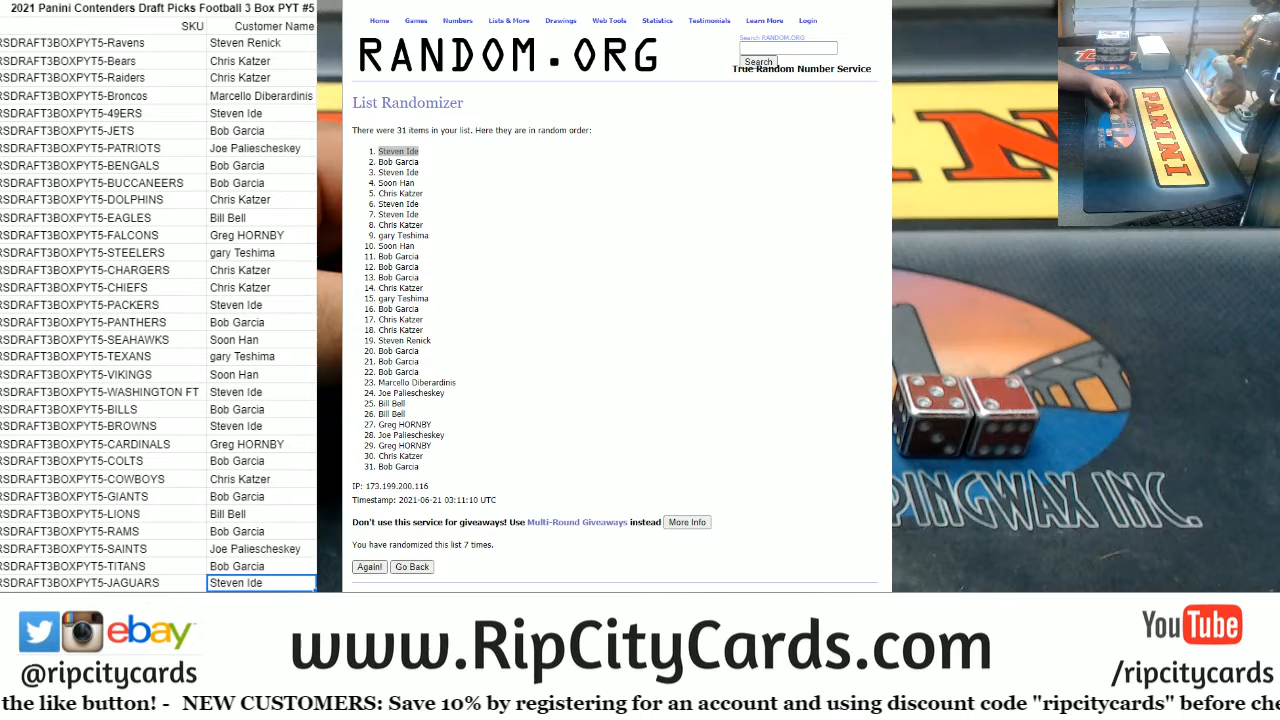 2021 Panini Contenders Draft Picks Football 3 Box PYT #5
SKU Customer Name
RSDRAFT3BOXPYT5-Ravens Steven Renick
RSDRAFT3BOXPYT5-Bears Chris Katzer
RSDRAFT3BOXPYT5-Raiders Chris Katzer
RSDRAFT3BOXPYT5-Broncos Marcello Diberardinis
RSDRAFT3BOXPYT5-49ERS Steven Ide
RSDRAFT3BOXPYT5-JETS Bob Garcia
RSDRAFT3BOXPYT5-PATRIOTS Joe Paliescheskey
RSDRAFT3BOXPYT5-BENGALS Bob Garcia
RSDRAFT3BOXPYT5-BUCCANEERS Bob Garcia
RSDRAFT3BOXPYT5-DOLPHINS Chris Katzer
RSDRAFT3BOXPYT5-EAGLES Bill Bell
RSDRAFT3BOXPYT5-FALCONS Greg HORNBY
RSDRAFT3BOXPYT5-STEELERS gary Teshima
RSDRAFT3BOXPYT5-CHARGERS Chris Katzer
RSDRAFT3BOXPYT5-CHIEFS Chris Katzer
RSDRAFT3BOXPYT5-PACKERS Steven Ide
RSDRAFT3BOXPYT5-PANTHERS Bob Garcia
RSDRAFT3BOXPYT5-SEAHAWKS Soon Han
RSDRAFT3BOXPYT5-TEXANS gary Teshima
RSDRAFT3BOXPYT5-VIKINGS Soon Han
RSDRAFT3BOXPYT5-WASHINGTON FT Steven Ide
RSDRAFT3BOXPYT5-BILLS Bob Garcia
RSDRAFT3BOXPYT5-BROWNS Steven Ide
RSDRAFT3BOXPYT5-CARDINALS Greg HORNBY
RSDRAFT3BOXPYT5-COLTS Bob Garcia
RSDRAFT3BOXPYT5-COWBOYS Chris Katzer
RSDRAFT3BOXPYT5-GIANTS Bob Garcia
RSDRAFT3BOXPYT5-LIONS Bill Bell
RSDRAFT3BOXPYT5-RAMS Bob Garcia
RSDRAFT3BOXPYT5-SAINTS Joe Paliescheskey
RSDRAFT3BOXPYT5-TITANS Bob Garcia
RSDRAFT3BOXPYT5-JAGUARS Steven Ide
Home Games Numbers Lists & More Drawings Web Tools Statistics Testimonials Learn More Login
RANDOM.ORG
Search RANDOM.ORG
Search
True Random Number Service
List Randomizer
There were 31 items in your list. Here they are in random order:
1. Steven Ide
2. Bob Garcia
3. Steven Ide
4. Soon Han
5. Chris Katzer
6. Steven Ide
7. Steven Ide
8. Chris Katzer
9. gary Teshima
10. Soon Han
11. Bob Garcia
12. Bob Garcia
13. Bob Garcia
14. Chris Katzer
15. gary Teshima
16. Bob Garcia
17. Chris Katzer
18. Chris Katzer
19. Steven Renick
20. Bob Garcia
21. Bob Garcia
22. Bob Garcia
23. Marcello Diberardinis
24. Joe Paliescheskey
25. Bill Bell
26. Bill Bell
27. Greg HORNBY
28. Joe Paliescheskey
29. Greg HORNBY
30. Chris Katzer
31. Bob Garcia
IP: 173.199.200.116
Timestamp: 2021-06-21 03:11:10 UTC
Don't use this service for giveaways! Use Multi-Round Giveaways instead More Info
You have randomized this list 7 times.
Again! Go Back
PANINI
PINGWAX INC.
ebay
@ripcitycards
www.RipCityCards.com
YouTube
/ripcitycards
the like button! - NEW CUSTOMERS: Save 10% by registering for an account and using discount code "ripcitycards" before che